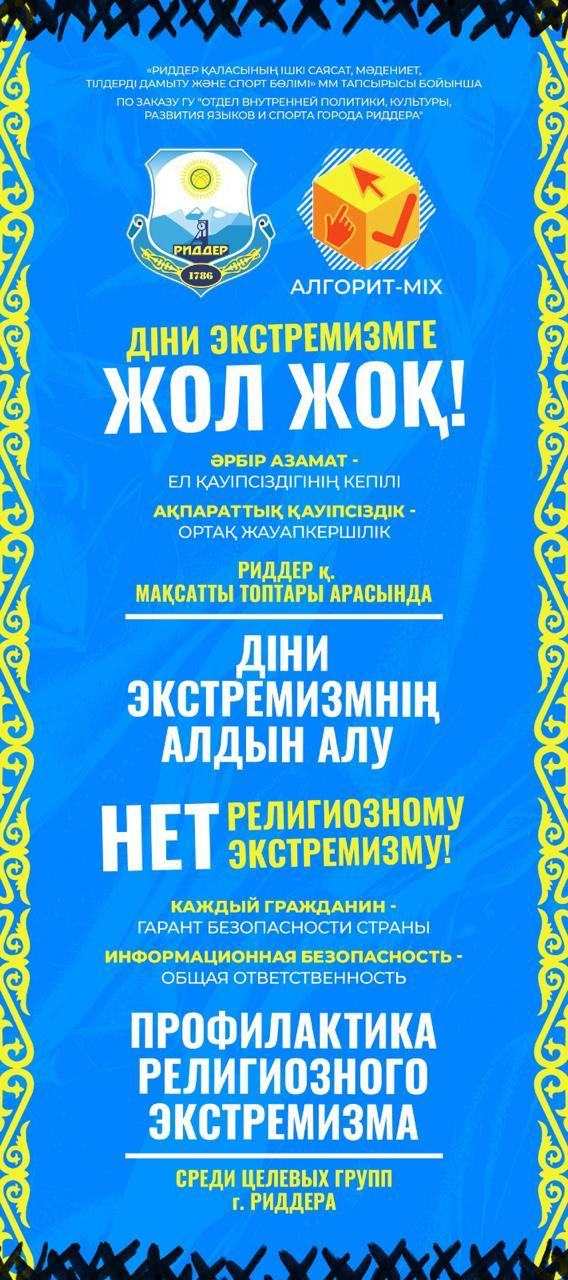 «РИДДЕР ҚАЛАСЫНЫҢ ІШКІ САЯСАТ, МӘДЕНИЕТ,
ТІЛДЕРДІ ДАМЫТУ ЖӘНЕ СПОРТ БӨЛІМІ» ММ ТАПСЫРЫСЫ БОЙЫНША
ПО ЗАКАЗУ ГУ "ОТДЕЛ ВНУТРЕННЕЙ ПОЛИТИКИ, КУЛЬТУРЫ,
РАЗВИТИЯ ЯЗЫКОВ И СПОРТА ГОРОДА РИДДЕРА"
РИДДЕР
1786
АЛГОРИТ-MIX
ДІНИ ЭКСТРЕМИЗМГЕ
ЖОЛ ЖОҚ!
ӘРБІР АЗАМАТ -
ЕЛ ҚАУІПСІЗДІГІНІҢ КЕПІЛІ
АҚПАРАТТЫҚ ҚАУІПСІЗДІК -
ОРТАҚ ЖАУАПКЕРШІЛІК
РИДДЕР қ.
МАҚСАТТЫ ТОПТАРЫ АРАСЫНДА
ДІНИ
ЭКСТРЕМИЗМНІҢ
АЛДЫН АЛУ
НЕТ РЕЛИГИОЗНОМУ
ЭКСТРЕМИЗМУ!
КАЖДЫЙ ГРАЖДАНИН -
ГАРАНТ БЕЗОПАСНОСТИ СТРАНЫ
ИНФОРМАЦИОННАЯ БЕЗОПАСНОСТЬ -
ОБЩАЯ ОТВЕТСТВЕННОСТЬ
ПРОФИЛАКТИКА
РЕЛИГИОЗНОГО
ЭКСТРЕМИЗМА
СРЕДИ ЦЕЛЕВЫХ ГРУПП
г. РИДДЕРА